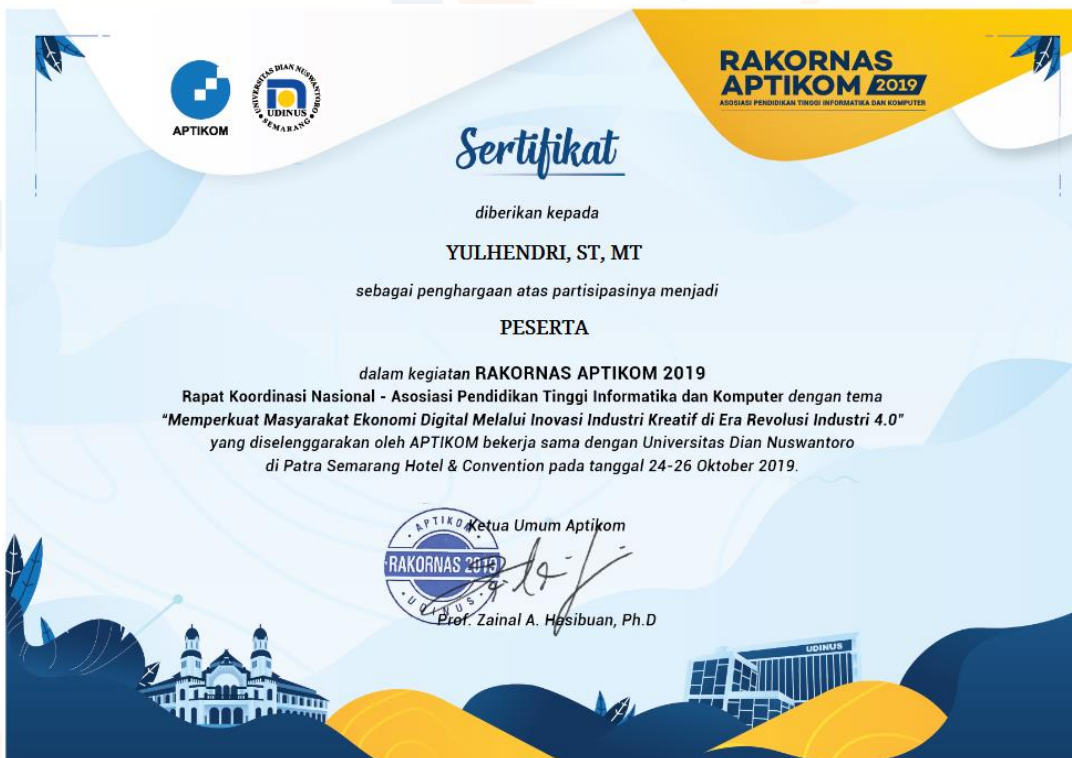 APTIKOM
UNIVERSITAS DIAN NUSWANTORO
UDINUS
SEMARANG
RAKORNAS
APTIKOM 2019
ASOSIASI PENDIDIKAN TINGGI INFORMATIKA DAN KOMPUTER
Sertifikat
diberikan kepada
YULHENDRI, ST, MT
sebagai penghargaan atas partisipasinya menjadi
PESERTA
dalam kegiatan RAKORNAS APTIKOM 2019
Rapat Koordinasi Nasional - Asosiasi Pendidikan Tinggi Informatika dan Komputer dengan tema
"Memperkuat Masyarakat Ekonomi Digital Melalui Inovasi Industri Kreatif di Era Revolusi Industri 4.0"
yang diselenggarakan oleh APTIKOM bekerja sama dengan Universitas Dian Nuswantoro
di Patra Semarang Hotel & Convention pada tanggal 24-26 Oktober 2019.
Ketua Umum Aptikom
APTIKOM
RAKORNAS 2019
UDINUS
Prof. Zainal A. Hasibuan, Ph.D
UDINUS